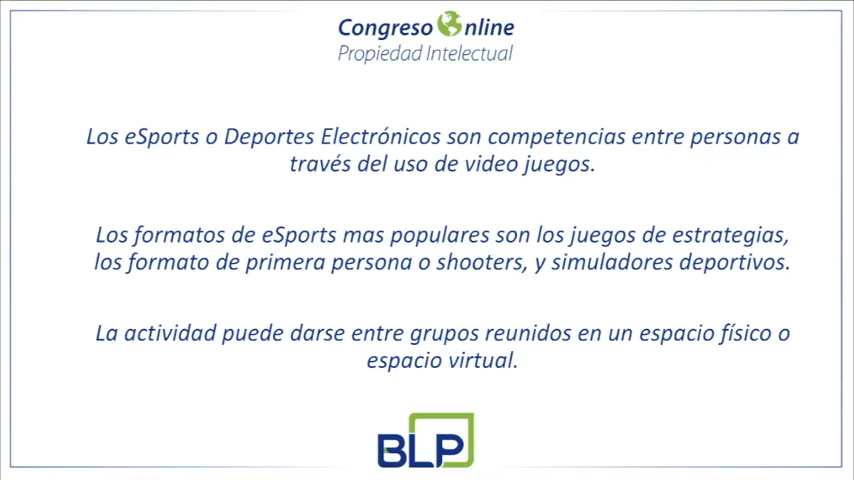 Congreso Online
Propiedad Intelectual
Los eSports o Deportes Electrónicos son competencias entre personas a
través del uso de video juegos.
Los formatos de eSports mas populares son los juegos de estrategias,
los formato de primera persona o shooters, y simuladores deportivos.
La actividad puede darse entre grupos reunidos en un espacio físico o
espacio virtual.
BLP